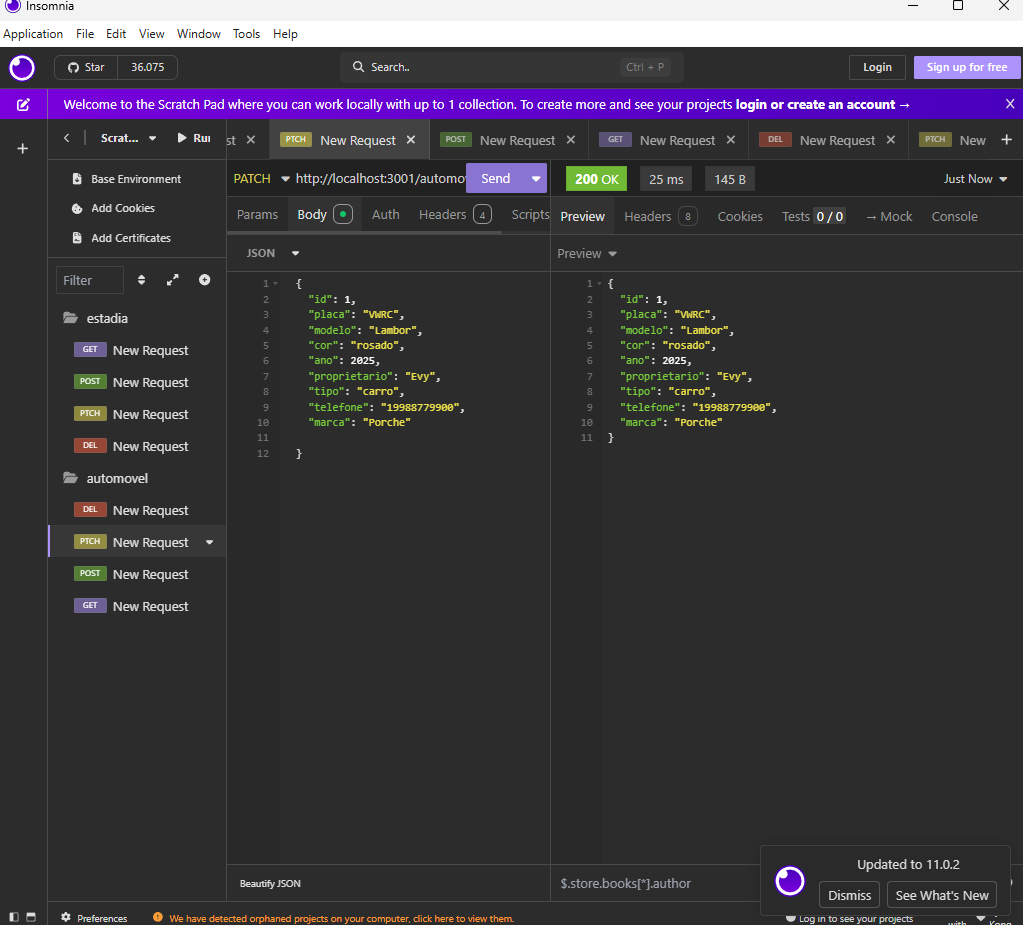 Insomnia
Application File Edit View Window Tools Help
Star 36.075 Search.. Ctrl + P Login Sign up for free
Welcome to the Scratch Pad where you can work locally with up to 1 collection. To create more and see your projects login or create an account →
Scrat... Ru
st PTCH New Request POST New Request GET New Request DEL New Request PTCH New
Base Environment
Add Cookies
Add Certificates
PATCH http://localhost:3001/automo Send 200 OK 25 ms 145 B Just Now
Params Body Auth Headers 4 Scripts Preview Headers 8 Cookies Tests 0 / 0 → Mock Console
JSON Preview
Filter
estadia
GET New Request
POST New Request
PTCH New Request
DEL New Request
automovel
DEL New Request
PTCH New Request
POST New Request
GET New Request
1 {
2 "id": 1,
3 "placa": "VWRC",
4 "modelo": "Lambor",
5 "cor": "rosado",
6 "ano": 2025,
7 "proprietario": "Evy",
8 "tipo": "carro",
9 "telefone": "19988779900",
10 "marca": "Porche"
11
12 }
1 {
2 "id": 1,
3 "placa": "VWRC",
4 "modelo": "Lambor",
5 "cor": "rosado",
6 "ano": 2025,
7 "proprietario": "Evy",
8 "tipo": "carro",
9 "telefone": "19988779900",
10 "marca": "Porche"
11 }
Beautify JSON $.store.books[*].author
Updated to 11.0.2
Dismiss See What's New
Preferences We have detected orphaned projects on your computer, click here to view them. Log in to see your projects with Kong